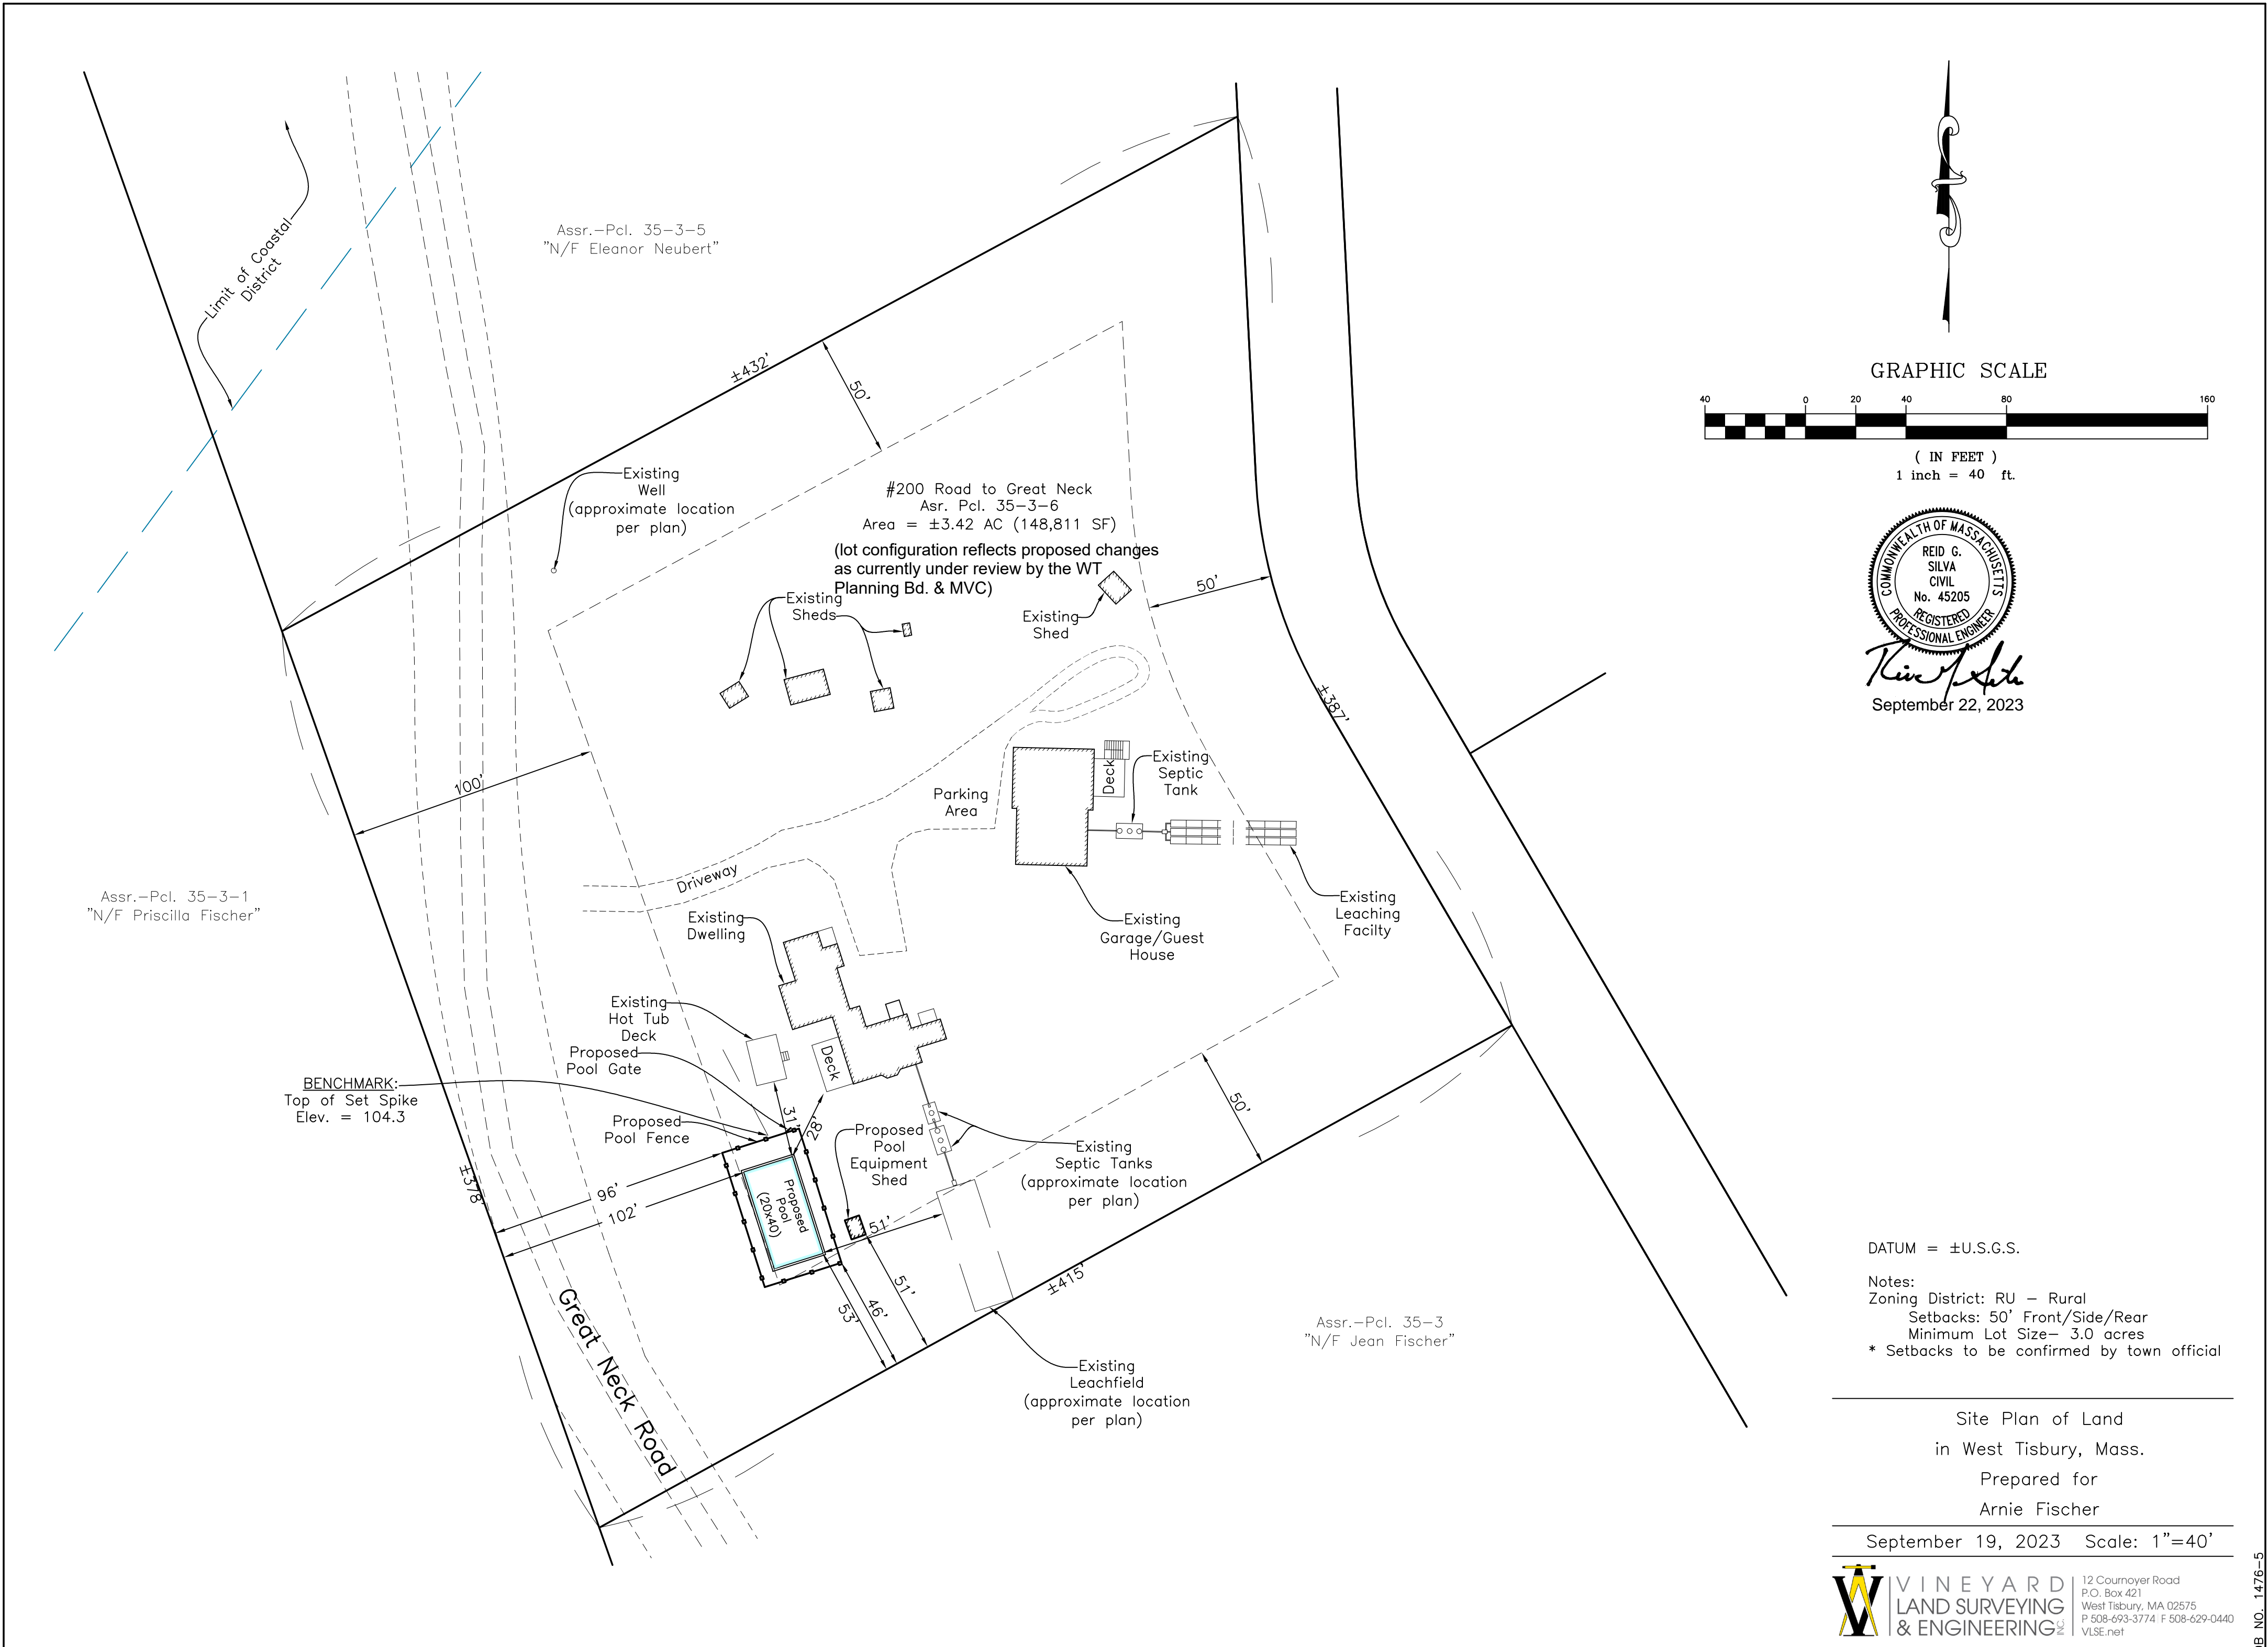 Limit of Coastal
District
Assr.-Pcl. 35-3-5
"N/F Eleanor Neubert"
±432'
50'
Existing
Well
(approximate location
per plan)
#200 Road to Great Neck
Asr. Pcl. 35-3-6
Area = ±3.42 AC (148,811 SF)
(lot configuration reflects proposed changes
as currently under review by the WT
Planning Bd. & MVC)
Existing
Sheds
Existing
Shed
50'
±387'
100'
Parking
Area
Deck
Existing
Septic
Tank
Driveway
Assr.-Pcl. 35-3-1
"N/F Priscilla Fischer"
Existing
Dwelling
Existing
Garage/Guest
House
Existing
Leaching
Facilty
Existing
Hot Tub
Deck
Proposed
Pool Gate
Deck
BENCHMARK:
Top of Set Spike
Elev. = 104.3
Proposed
Pool Fence
31'
28'
Proposed
Pool
Equipment
Shed
Existing
Septic Tanks
(approximate location
per plan)
50'
±378'
96'
102'
Proposed
Pool
(20x40)
51'
51'
46'
53'
±415'
Great Neck Road
Existing
Leachfield
(approximate location
per plan)
Assr.-Pcl. 35-3
"N/F Jean Fischer"
GRAPHIC SCALE
40 0 20 40 80 160
( IN FEET )
1 inch = 40 ft.
COMMONWEALTH OF MASSACHUSETTS
REID G.
SILVA
CIVIL
No. 45205
REGISTERED
PROFESSIONAL ENGINEER
September 22, 2023
DATUM = ±U.S.G.S.
Notes:
Zoning District: RU - Rural
Setbacks: 50' Front/Side/Rear
Minimum Lot Size- 3.0 acres
* Setbacks to be confirmed by town official
Site Plan of Land
in West Tisbury, Mass.
Prepared for
Arnie Fischer
September 19, 2023 Scale: 1"=40'
VINEYARD
LAND SURVEYING
& ENGINEERING INC.
12 Cournoyer Road
P.O. Box 421
West Tisbury, MA 02575
P 508-693-3774 F 508-629-0440
VLSE.net
NO. 1476-5